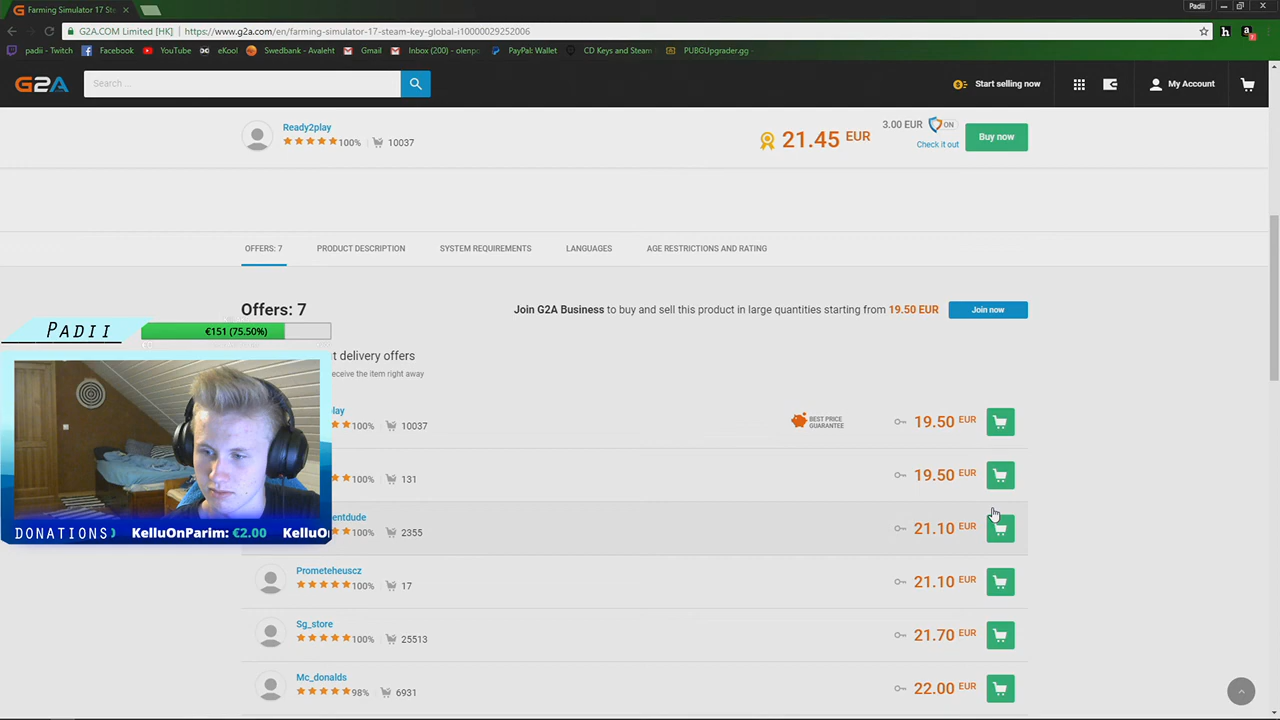 Farming Simulator 17 Ste
Padii
G2A.COM Limited [HK]
https://www.g2a.com/en/farming-simulator-17-steam-key-global-i10000029252006
padii - Twitch
Facebook
YouTube
eKool
Swedbank - Avaleht
Gmail
Inbox (200) - olenpo
PayPal: Wallet
CD Keys and Steam
PUBGUpgrader.gg -
G2A
Search ...
Start selling now
My Account
Ready2play
100% 10037
21.45 EUR
3.00 EUR ON
Check it out
Buy now
OFFERS: 7
PRODUCT DESCRIPTION
SYSTEM REQUIREMENTS
LANGUAGES
AGE RESTRICTIONS AND RATING
Offers: 7
Join G2A Business to buy and sell this product in large quantities starting from 19.50 EUR
Join now
PADII
€151 (75.50%)
t delivery offers
eceive the item right away
lay
100% 10037
BEST PRICE
GUARANTEE
19.50 EUR
100% 131
19.50 EUR
entdude
100% 2355
21.10 EUR
DONATIONS
KelluOnParim: €2.00
KelluO
Prometeheuscz
100% 17
21.10 EUR
Sg_store
100% 25513
21.70 EUR
Mc_donalds
98% 6931
22.00 EUR